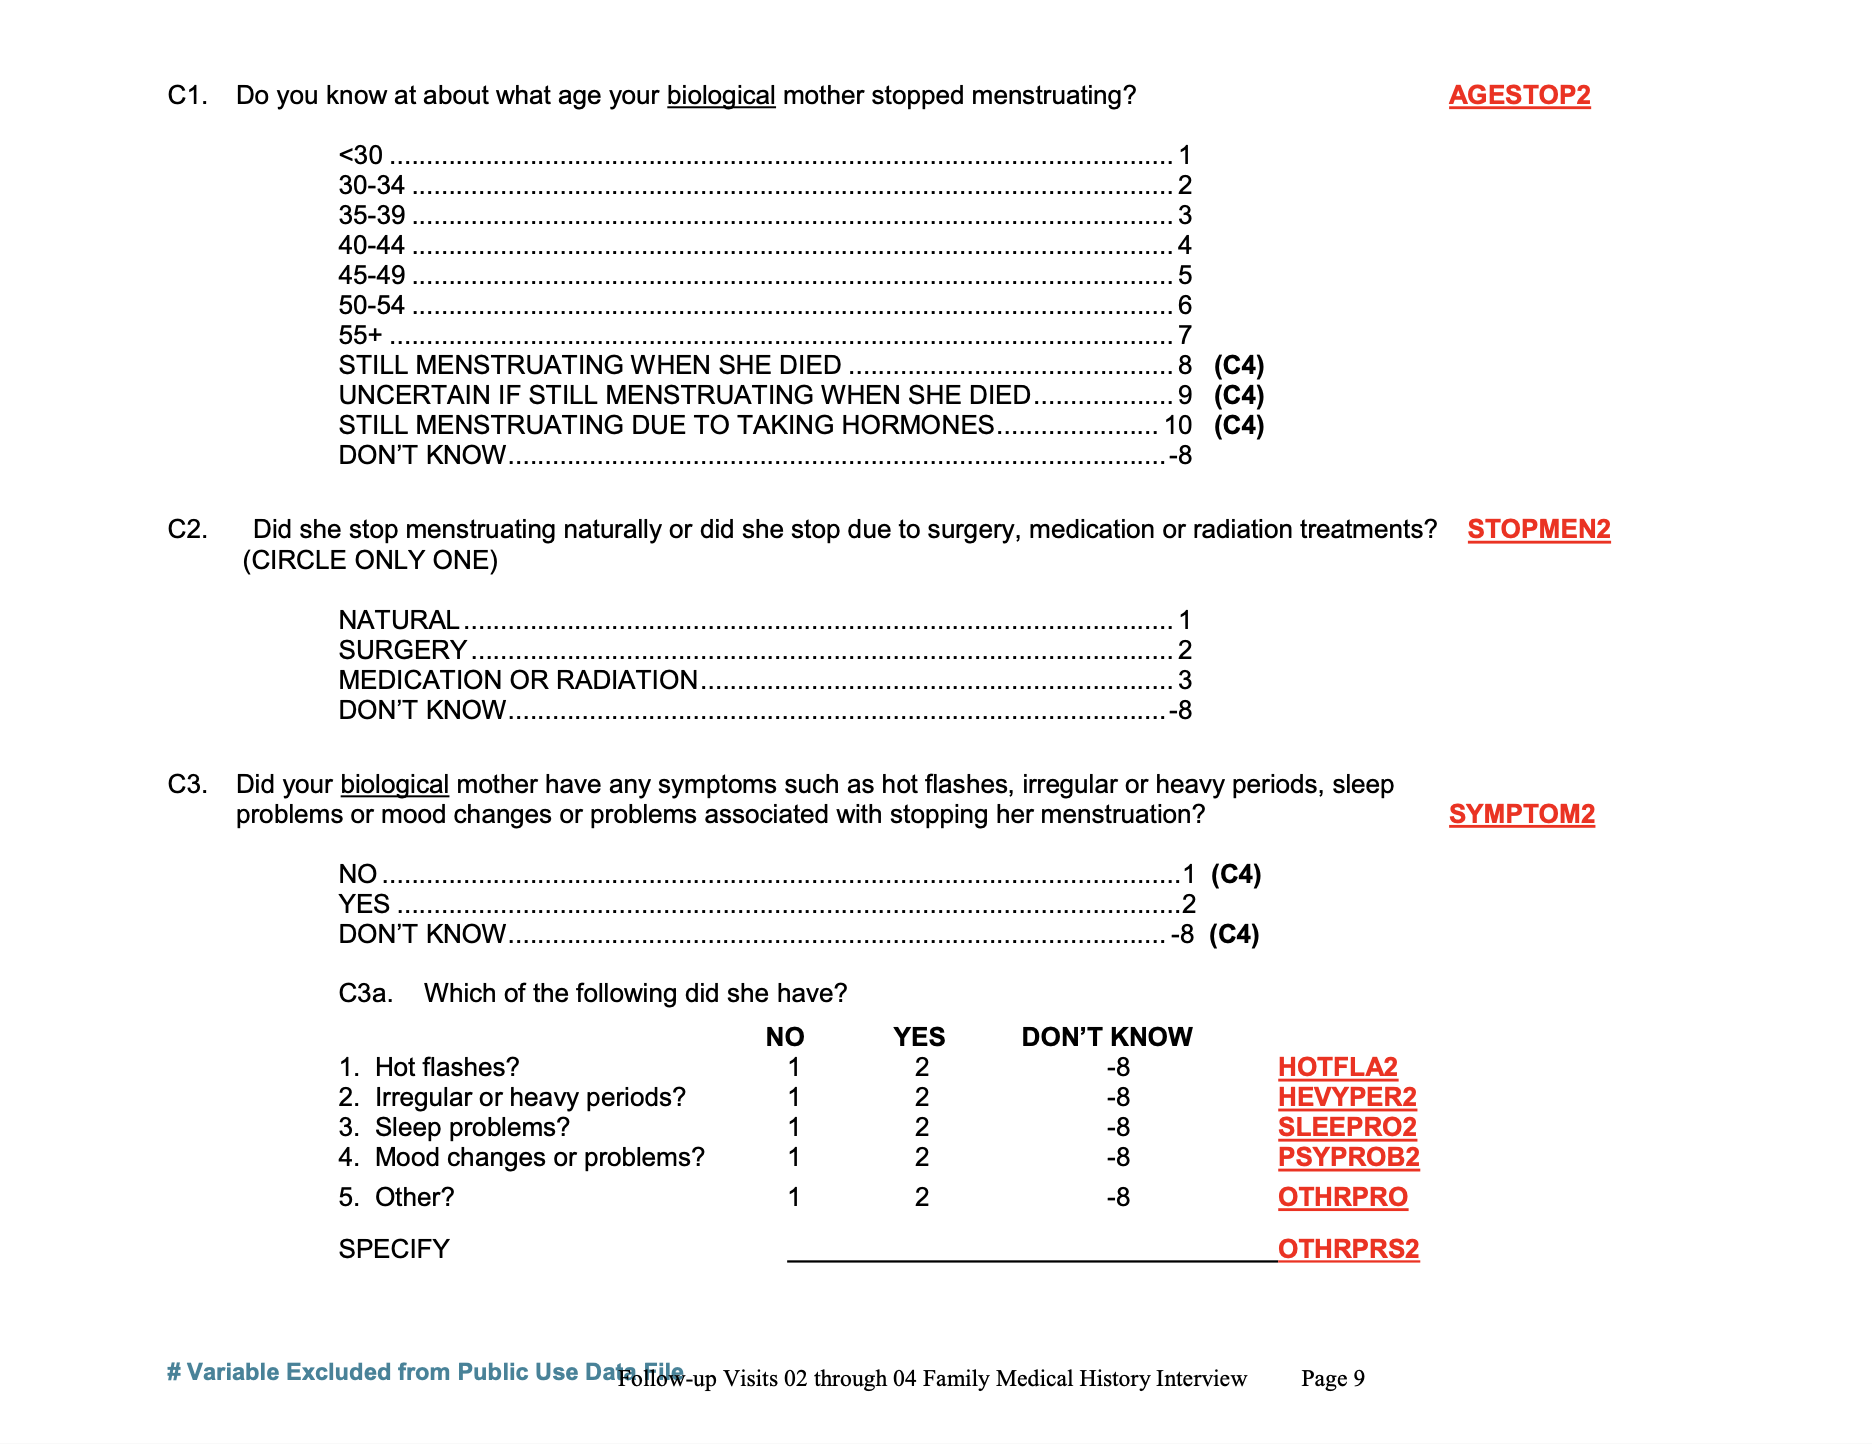 C1. Do you know at about what age your biological mother stopped menstruating? AGESTOP2
<30 ........ 1
30-34 ........ 2
35-39 ........ 3
40-44 ........ 4
45-49 ........ 5
50-54 ........ 6
55+ ........ 7
STILL MENSTRUATING WHEN SHE DIED ........ 8 (C4)
UNCERTAIN IF STILL MENSTRUATING WHEN SHE DIED ........ 9 (C4)
STILL MENSTRUATING DUE TO TAKING HORMONES ........ 10 (C4)
DON'T KNOW ........ -8
C2. Did she stop menstruating naturally or did she stop due to surgery, medication or radiation treatments? STOPMEN2
(CIRCLE ONLY ONE)
NATURAL ........ 1
SURGERY ........ 2
MEDICATION OR RADIATION ........ 3
DON'T KNOW ........ -8
C3. Did your biological mother have any symptoms such as hot flashes, irregular or heavy periods, sleep
problems or mood changes or problems associated with stopping her menstruation? SYMPTOM2
NO ........ 1 (C4)
YES ........ 2
DON'T KNOW ........ -8 (C4)
C3a. Which of the following did she have?
NO YES DON'T KNOW
1. Hot flashes? 1 2 -8 HOTFLA2
2. Irregular or heavy periods? 1 2 -8 HEVYPER2
3. Sleep problems? 1 2 -8 SLEEPRO2
4. Mood changes or problems? 1 2 -8 PSYPROB2
5. Other? 1 2 -8 OTHRPRO
SPECIFY ________ OTHRPRS2
# Variable Excluded from Public Use Data File
Follow-up Visits 02 through 04 Family Medical History Interview Page 9